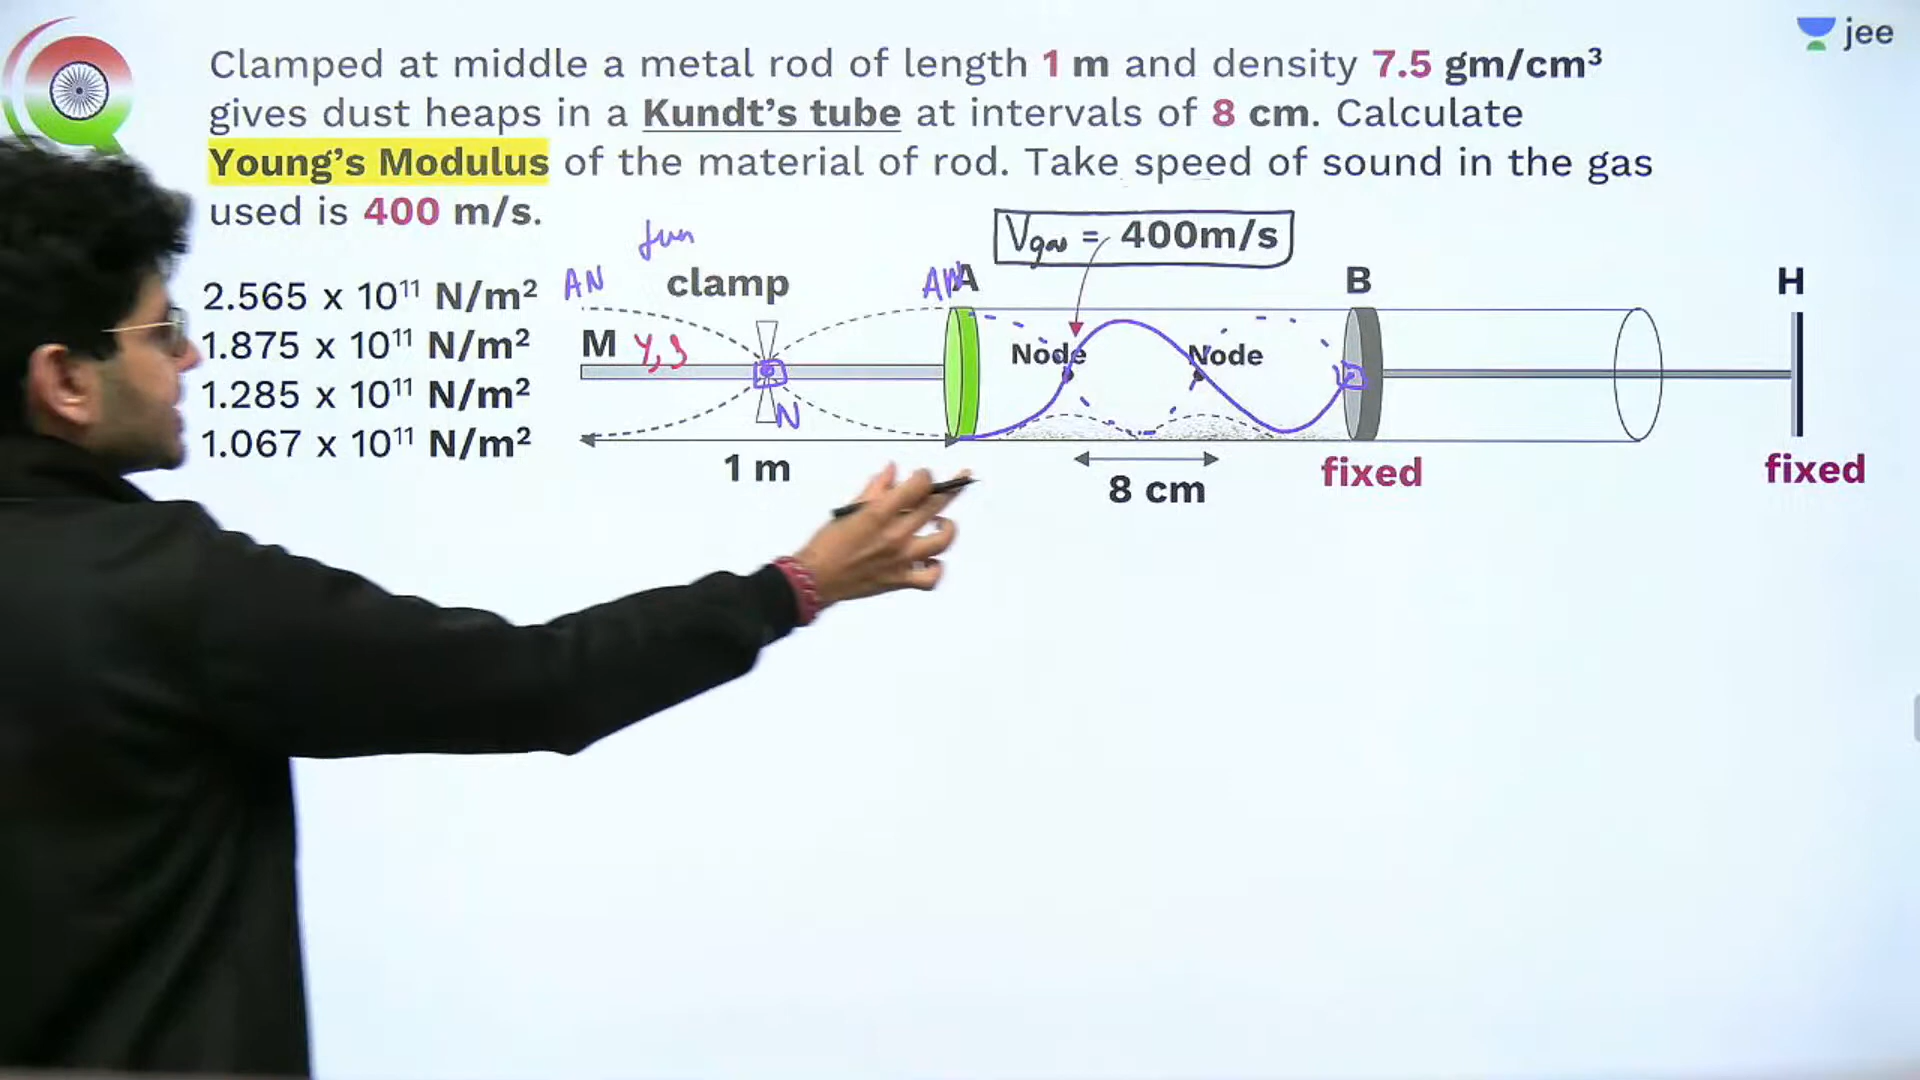 jee
Clamped at middle a metal rod of length 1 m and density 7.5 gm/cm³
gives dust heaps in a Kundt's tube at intervals of 8 cm. Calculate
Young's Modulus of the material of rod. Take speed of sound in the gas
used is 400 m/s.
fun
Vgas = 400m/s
2.565 x 10¹¹ N/m²
AN
clamp
AN
A
B
H
1.875 x 10¹¹ N/m²
M
Node
Node
1.285 x 10¹¹ N/m²
N
1.067 x 10¹¹ N/m²
1 m
8 cm
fixed
fixed